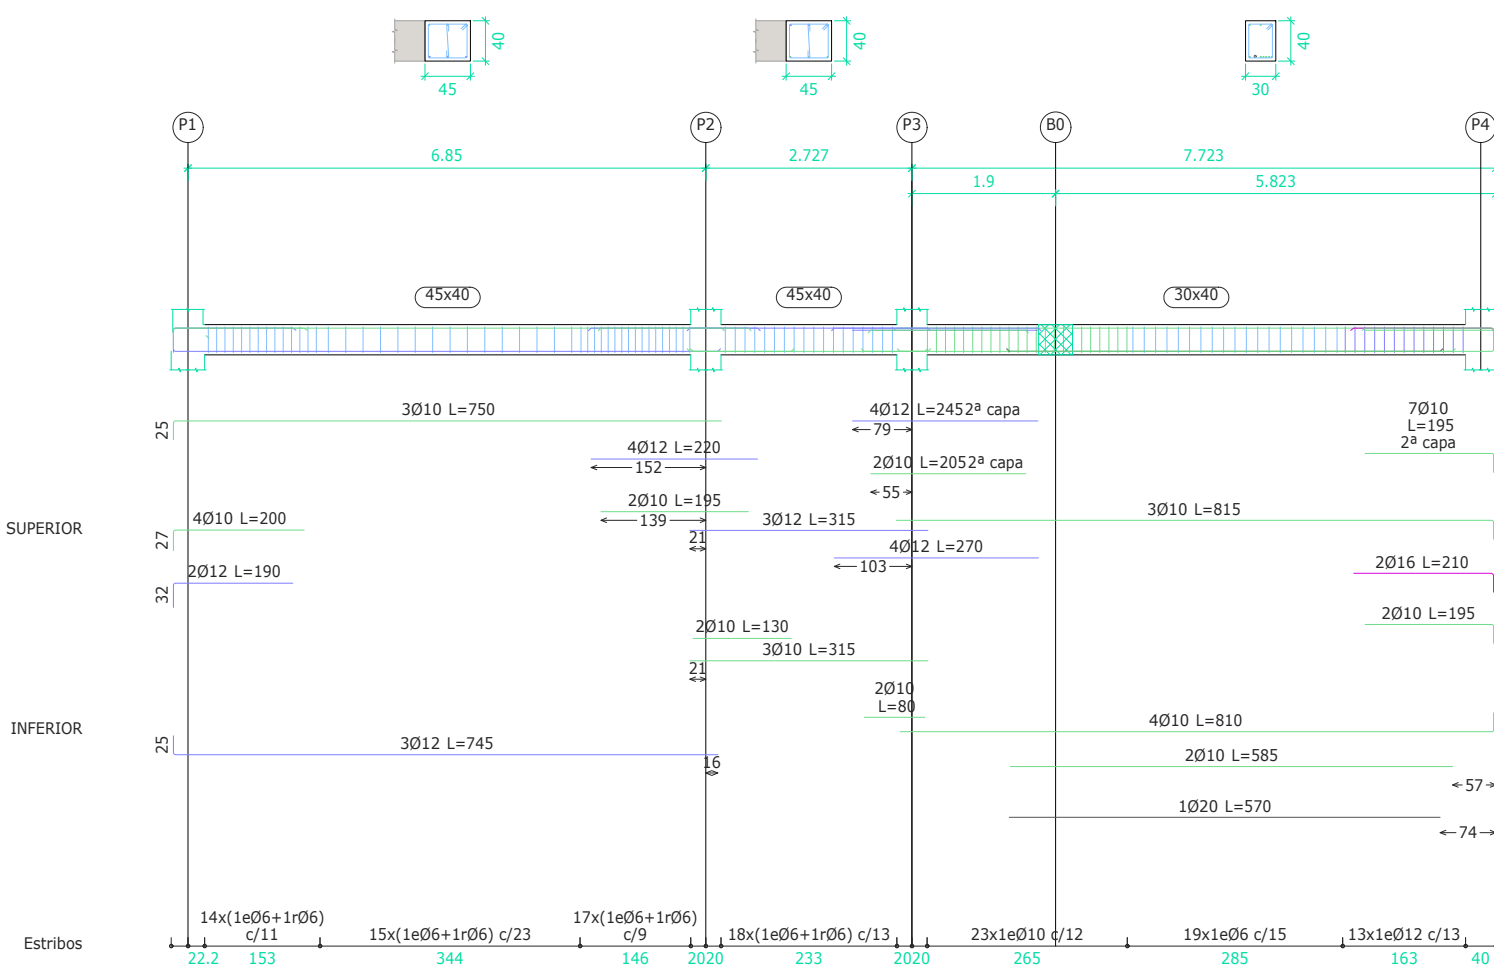 40
45
40
45
40
30
P1
P2
P3
B0
P4
6.85
2.727
7.723
1.9
5.823
45x40
45x40
30x40
3Ø10 L=750
25
4Ø12 L=2452ª capa
79
7Ø10
L=195
2ª capa
4Ø12 L=220
152
2Ø10 L=2052ª capa
55
2Ø10 L=195
139
SUPERIOR
4Ø10 L=200
27
3Ø12 L=315
21
3Ø10 L=815
4Ø12 L=270
103
2Ø12 L=190
32
2Ø16 L=210
2Ø10 L=195
2Ø10 L=130
3Ø10 L=315
21
2Ø10
L=80
INFERIOR
4Ø10 L=810
3Ø12 L=745
25
16
2Ø10 L=585
57
1Ø20 L=570
74
Estribos
14x(1eØ6+1rØ6)
c/11
15x(1eØ6+1rØ6) c/23
17x(1eØ6+1rØ6)
c/9
18x(1eØ6+1rØ6) c/13
23x1eØ10 c/12
19x1eØ6 c/15
13x1eØ12 c/13
22.2 153 344 146 2020 233 2020 265 285 163 40